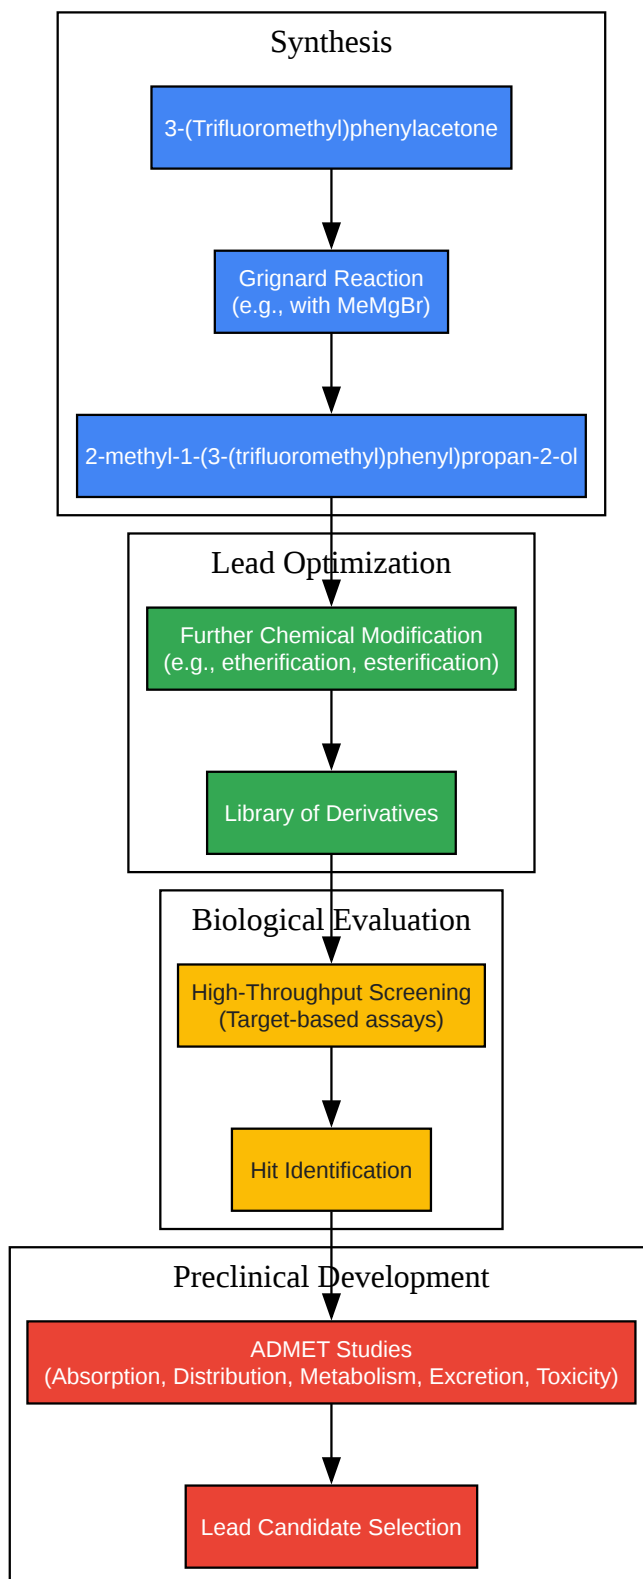 Synthesis
3-(Trifluoromethyl)phenylacetone
Grignard Reaction
(e.g., with MeMgBr)
2-methyl-1-(3-(trifluoromethyl)phenyl)propan-2-ol
Lead Optimization
Further Chemical Modification
(e.g., etherification, esterification)
Library of Derivatives
Biological Evaluation
High-Throughput Screening
(Target-based assays)
Hit Identification
Preclinical Development
ADMET Studies
(Absorption, Distribution, Metabolism, Excretion, Toxicity)
Lead Candidate Selection